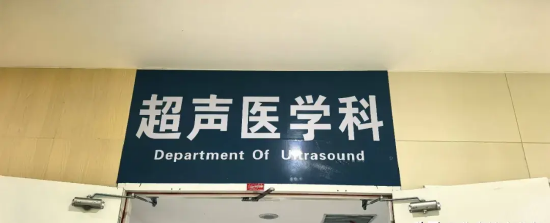 超声医学科
Department Of Ultrasound